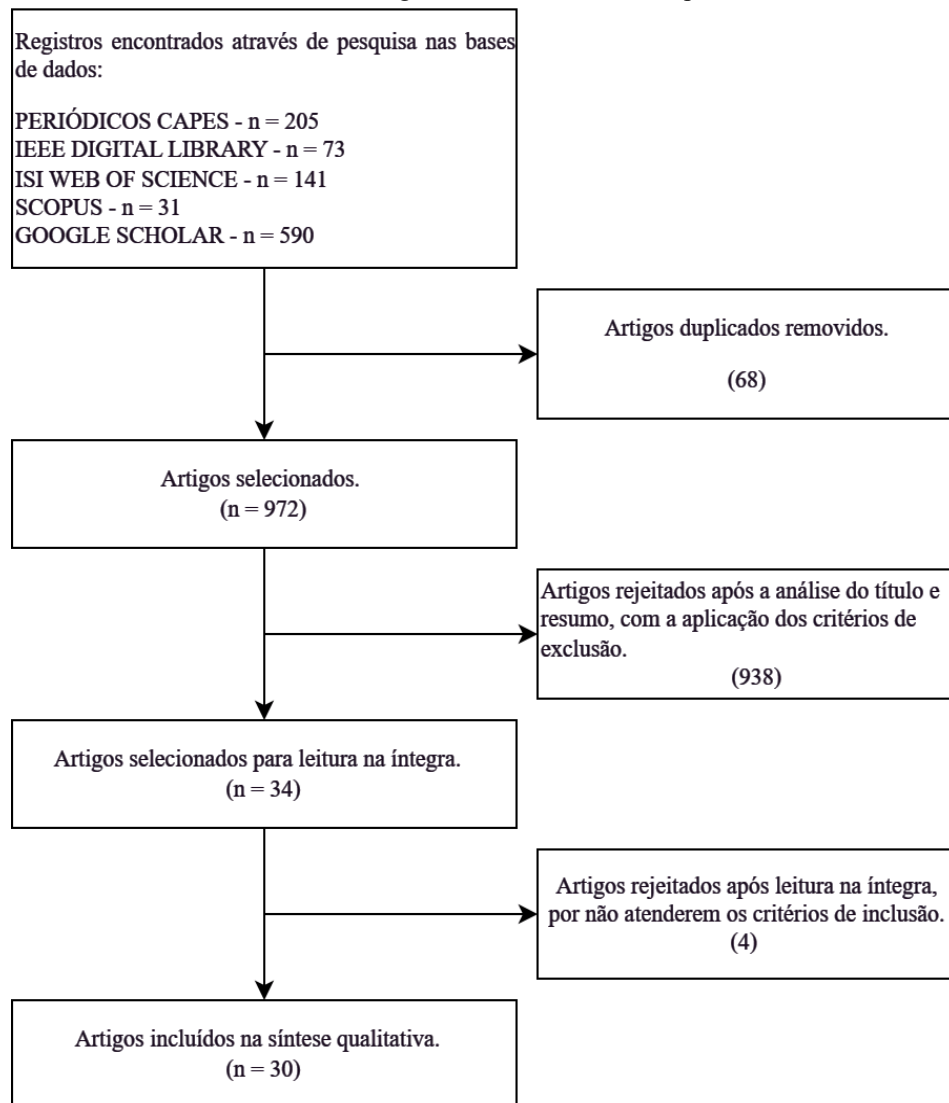 Registros encontrados através de pesquisa nas bases
de dados:
PERIÓDICOS CAPES - n = 205
IEEE DIGITAL LIBRARY - n = 73
ISI WEB OF SCIENCE - n = 141
SCOPUS - n = 31
GOOGLE SCHOLAR - n = 590
Artigos duplicados removidos.
(68)
Artigos selecionados.
(n = 972)
Artigos rejeitados após a análise do título e
resumo, com a aplicação dos critérios de
exclusão.
(938)
Artigos selecionados para leitura na íntegra.
(n = 34)
Artigos rejeitados após leitura na íntegra,
por não atenderem os critérios de inclusão.
(4)
Artigos incluídos na síntese qualitativa.
(n = 30)